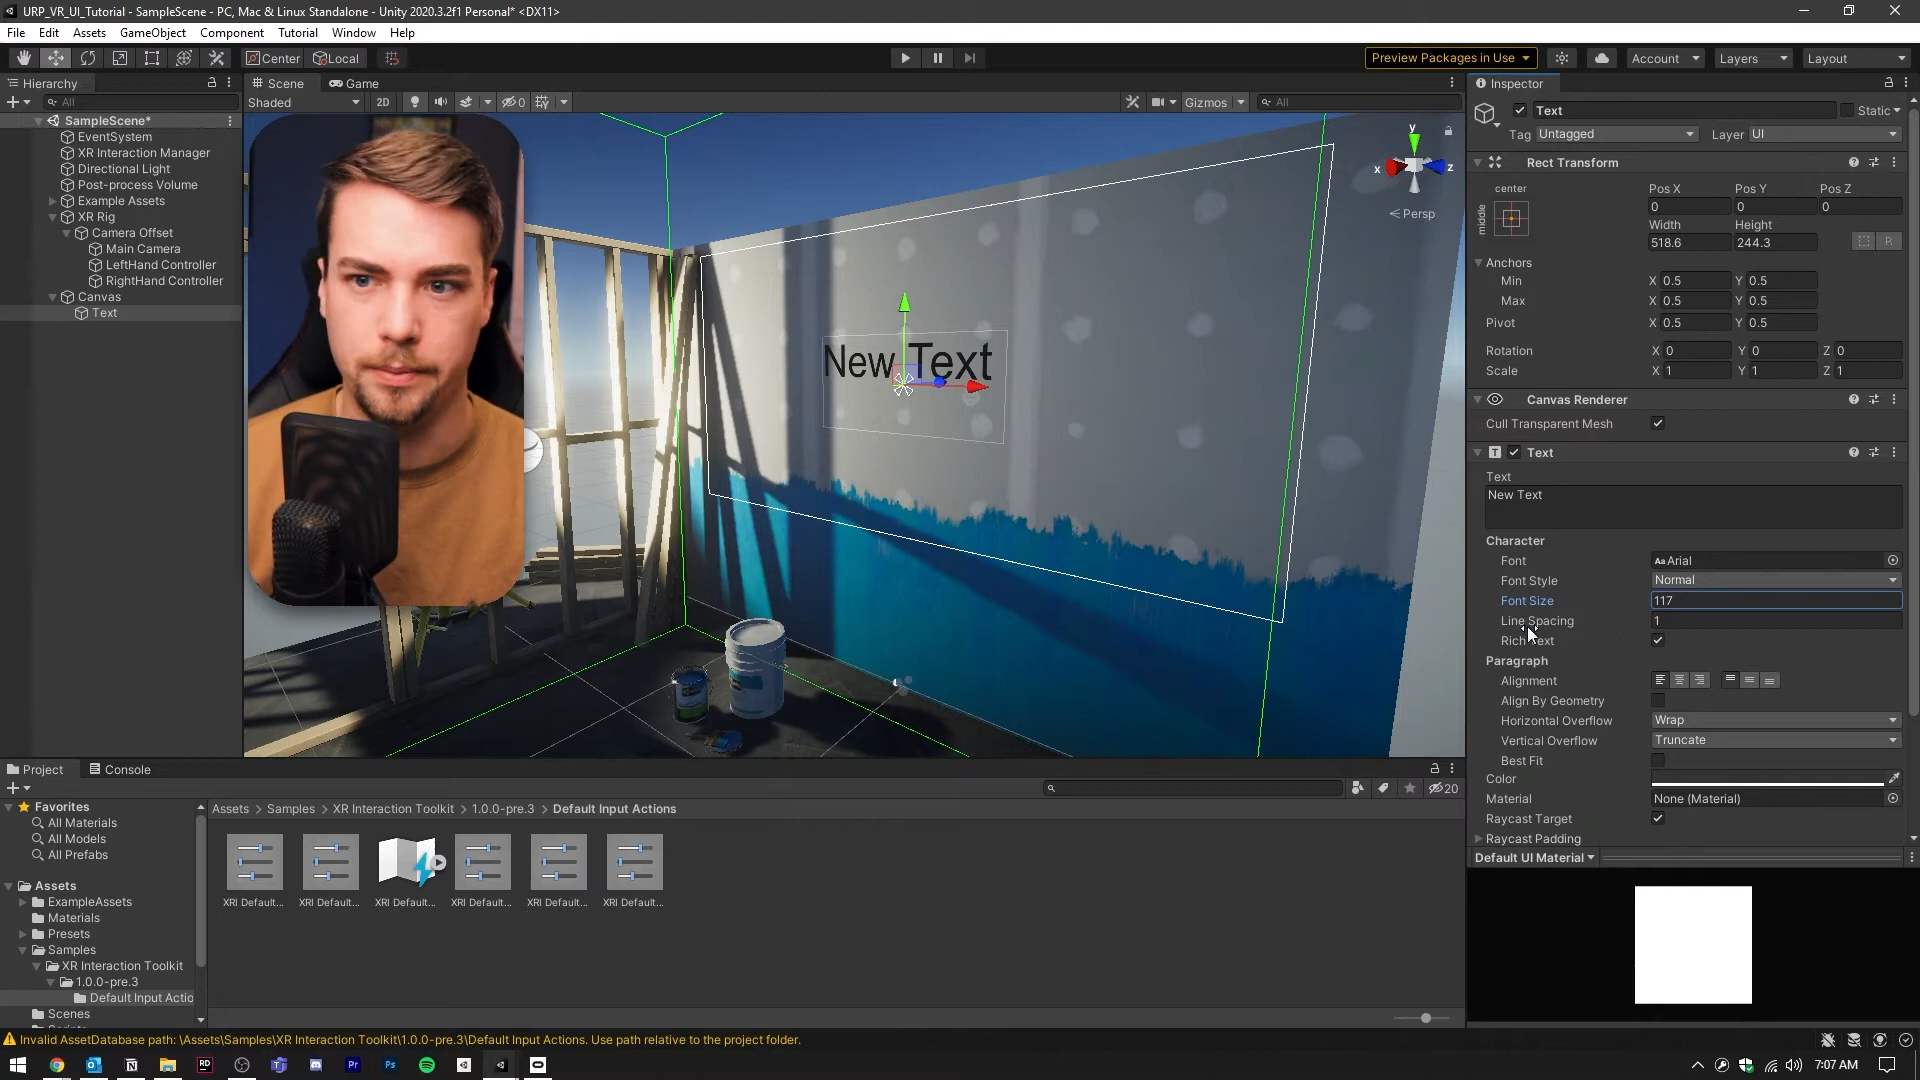 URP_VR_UI_Tutorial - SampleScene - PC, Mac & Linux Standalone - Unity 2020.3.2f1 Personal* <DX11>
File Edit Assets GameObject Component Tutorial Window Help
Center Local Preview Packages in Use Account Layers Layout
Hierarchy
All
SampleScene*
EventSystem
XR Interaction Manager
Directional Light
Post-process Volume
Example Assets
XR Rig
Camera Offset
Main Camera
LeftHand Controller
RightHand Controller
Canvas
Text
Scene Game
Shaded 2D 0 Gizmos All
y
x z
Persp
New Text
Inspector
Text Static
Tag Untagged Layer UI
Rect Transform
center
middle
Pos X Pos Y Pos Z
0 0 0
Width Height
518.6 244.3
R
Anchors
Min X 0.5 Y 0.5
Max X 0.5 Y 0.5
Pivot X 0.5 Y 0.5
Rotation X 0 Y 0 Z 0
Scale X 1 Y 1 Z 1
Canvas Renderer
Cull Transparent Mesh
Text
Text
New Text
Character
Font Aa Arial
Font Style Normal
Font Size 117
Line Spacing 1
Rich Text
Paragraph
Alignment
Align By Geometry
Horizontal Overflow Wrap
Vertical Overflow Truncate
Best Fit
Color
Material None (Material)
Raycast Target
Raycast Padding
Default UI Material
Project Console
20
Favorites
All Materials
All Models
All Prefabs
Assets
ExampleAssets
Materials
Presets
Samples
XR Interaction Toolkit
1.0.0-pre.3
Default Input Actio
Scenes
Assets > Samples > XR Interaction Toolkit > 1.0.0-pre.3 > Default Input Actions
XRI Default... XRI Default... XRI Default... XRI Default... XRI Default... XRI Default...
Invalid AssetDatabase path: \Assets\Samples\XR Interaction Toolkit\1.0.0-pre.3\Default Input Actions. Use path relative to the project folder.
RD Pr Ps 7:07 AM